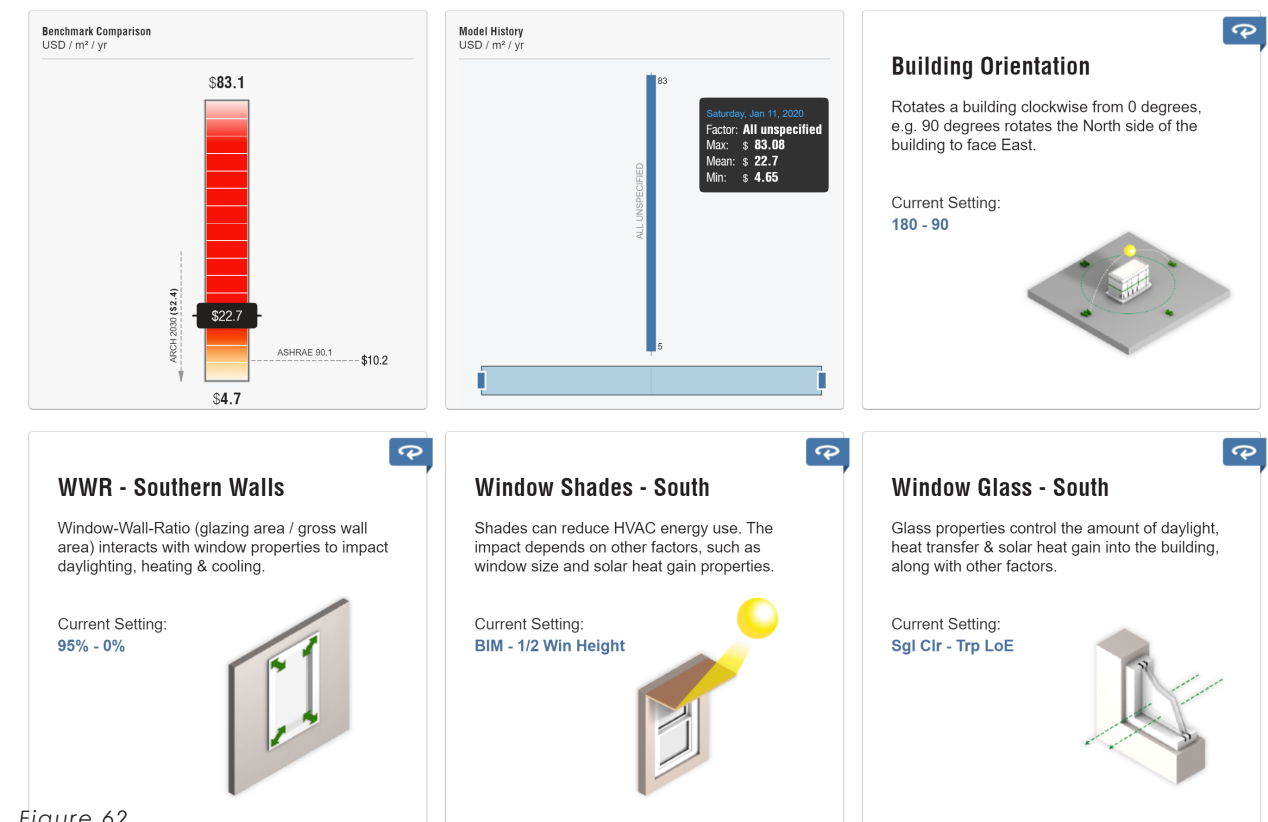 Benchmark Comparison
USD / m² / yr
$83.1
ARCH 2030 ($2.4)
$22.7
ASHRAE 90.1
$10.2
$4.7
Model History
USD / m² / yr
83
ALL UNSPECIFIED
5
Saturday, Jan 11, 2020
Factor: All unspecified
Max: $ 83.08
Mean: $ 22.7
Min: $ 4.65
Building Orientation
Rotates a building clockwise from 0 degrees,
e.g. 90 degrees rotates the North side of the
building to face East.
Current Setting:
180 - 90
WWR - Southern Walls
Window-Wall-Ratio (glazing area / gross wall
area) interacts with window properties to impact
daylighting, heating & cooling.
Current Setting:
95% - 0%
Window Shades - South
Shades can reduce HVAC energy use. The
impact depends on other factors, such as
window size and solar heat gain properties.
Current Setting:
BIM - 1/2 Win Height
Window Glass - South
Glass properties control the amount of daylight,
heat transfer & solar heat gain into the building,
along with other factors.
Current Setting:
Sgl Clr - Trp LoE
Figure 62